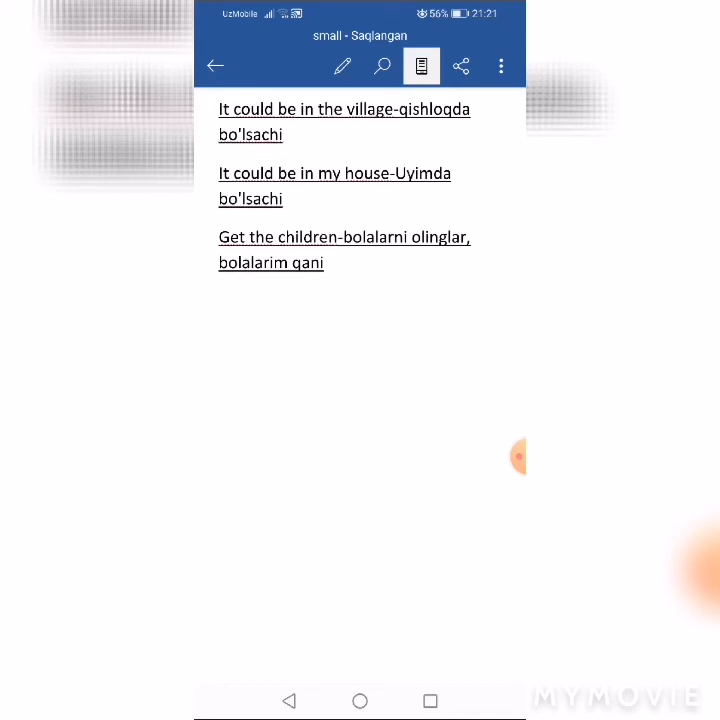 UzMobile 56% 21:21
small - Saqlangan
It could be in the village-qishloqda
bo'lsachi
It could be in my house-Uyimda
bo'lsachi
Get the children-bolalarni olinglar,
bolalarim qani
MYMOVIE